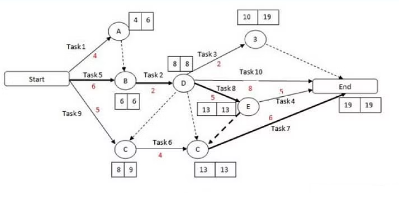 10 19
A
4 6
3
Task 1
4
Task 3
2
8 8
Start
Task 5
6
B
Task 2
2
D
Task 10
8
End
Task 8
5
5
Task 4
E
6 6
13 13
19 19
Task 9
5
6
Task 7
C
Task 6
4
C
8 9
13 13